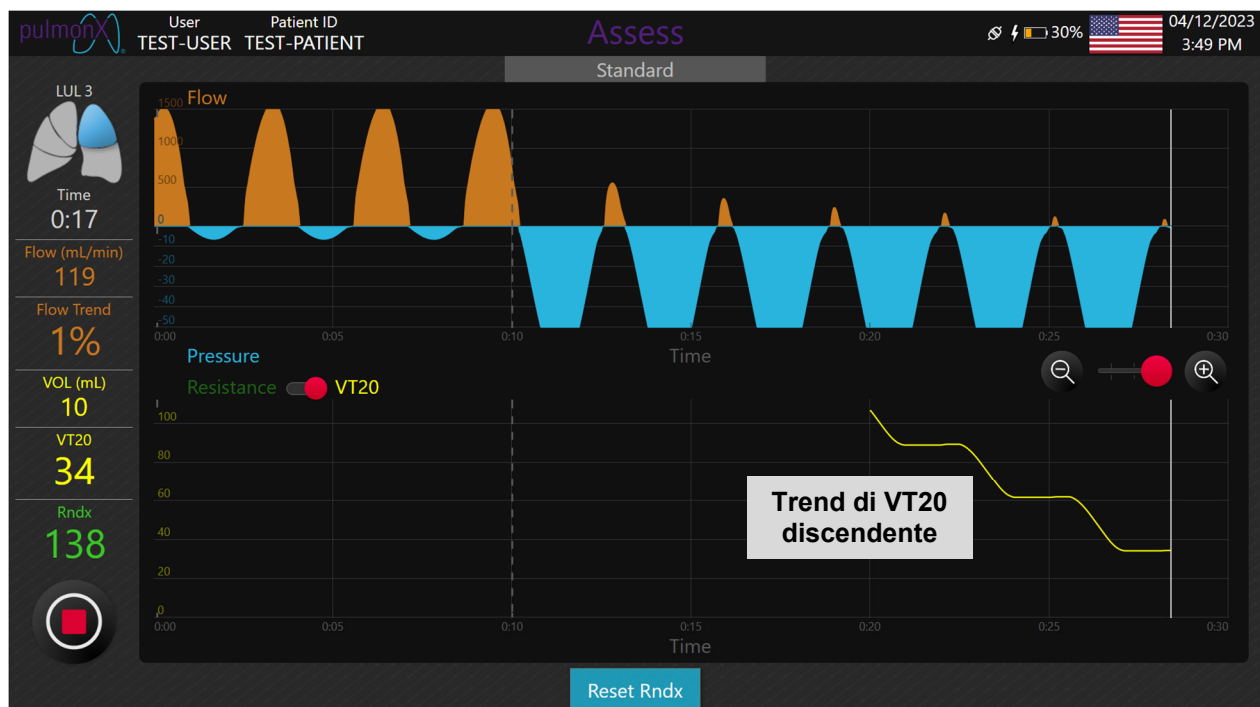 pulmonX
User
TEST-USER
Patient ID
TEST-PATIENT
Assess
30%
04/12/2023
3:49 PM
Standard
LUL 3
Time
0:17
Flow (mL/min)
119
Flow Trend
1%
VOL (mL)
10
VT20
34
Rndx
138
Flow
1500
1000
500
0
-10
-20
-30
-40
-50
0:00 0:05 0:10 0:15 0:20 0:25 0:30
Pressure
Time
Resistance VT20
100
80
60
40
20
0
Trend di VT20
discendente
0:00 0:05 0:10 0:15 0:20 0:25 0:30
Time
Reset Rndx